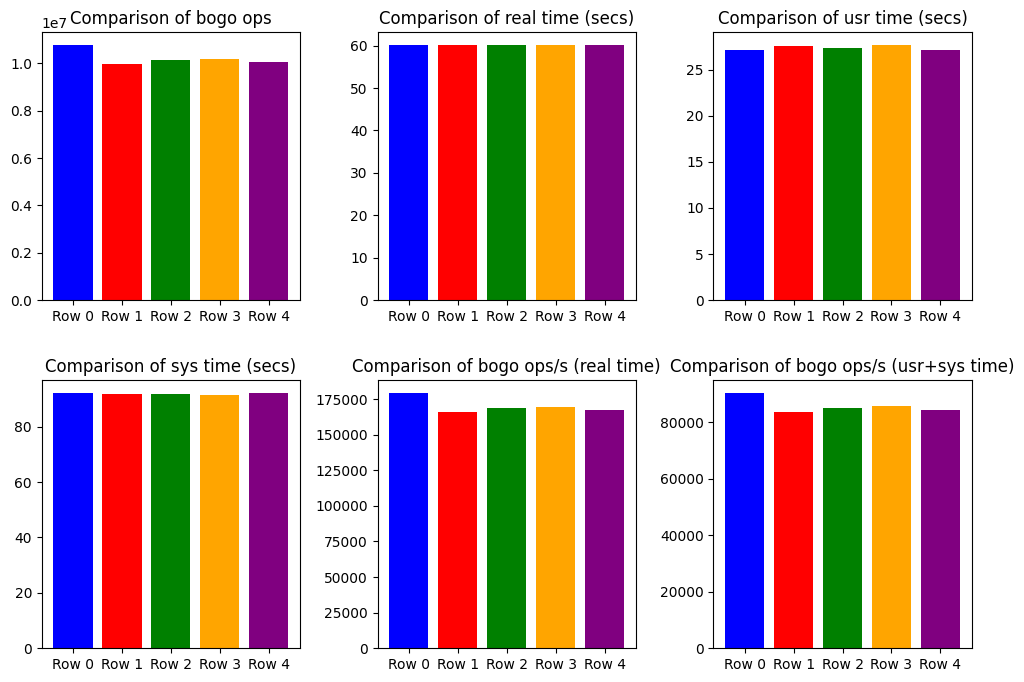 Comparison of bogo ops
1e7
1.0
0.8
0.6
0.4
0.2
0.0
Row 0 Row 1 Row 2 Row 3 Row 4
Comparison of real time (secs)
60
50
40
30
20
10
0
Row 0 Row 1 Row 2 Row 3 Row 4
Comparison of usr time (secs)
25
20
15
10
5
0
Row 0 Row 1 Row 2 Row 3 Row 4
Comparison of sys time (secs)
80
60
40
20
0
Row 0 Row 1 Row 2 Row 3 Row 4
Comparison of bogo ops/s (real time)
175000
150000
125000
100000
75000
50000
25000
0
Row 0 Row 1 Row 2 Row 3 Row 4
Comparison of bogo ops/s (usr+sys time)
80000
60000
40000
20000
0
Row 0 Row 1 Row 2 Row 3 Row 4